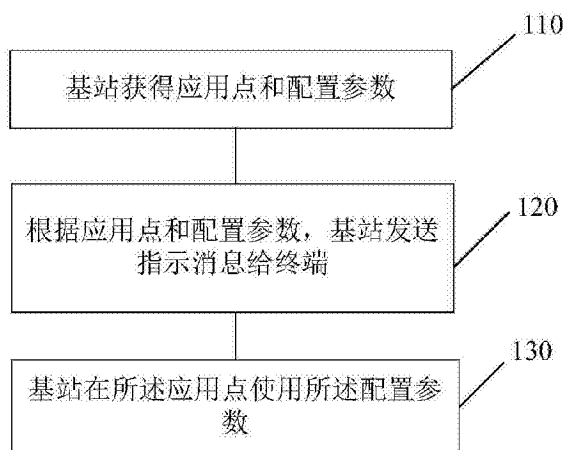 110
基站获得应用点和配置参数
120
根据应用点和配置参数，基站发送
指示消息给终端
130
基站在所述应用点使用所述配置参
数